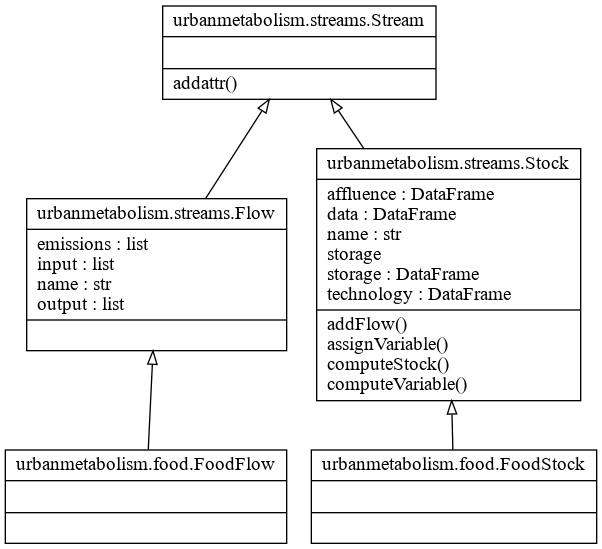 urbanmetabolism.streams.Stream
addattr()
urbanmetabolism.streams.Flow
emissions : list
input : list
name : str
output : list
urbanmetabolism.streams.Stock
affluence : DataFrame
data : DataFrame
name : str
storage
storage : DataFrame
technology : DataFrame
addFlow()
assignVariable()
computeStock()
computeVariable()
urbanmetabolism.food.FoodFlow
urbanmetabolism.food.FoodStock